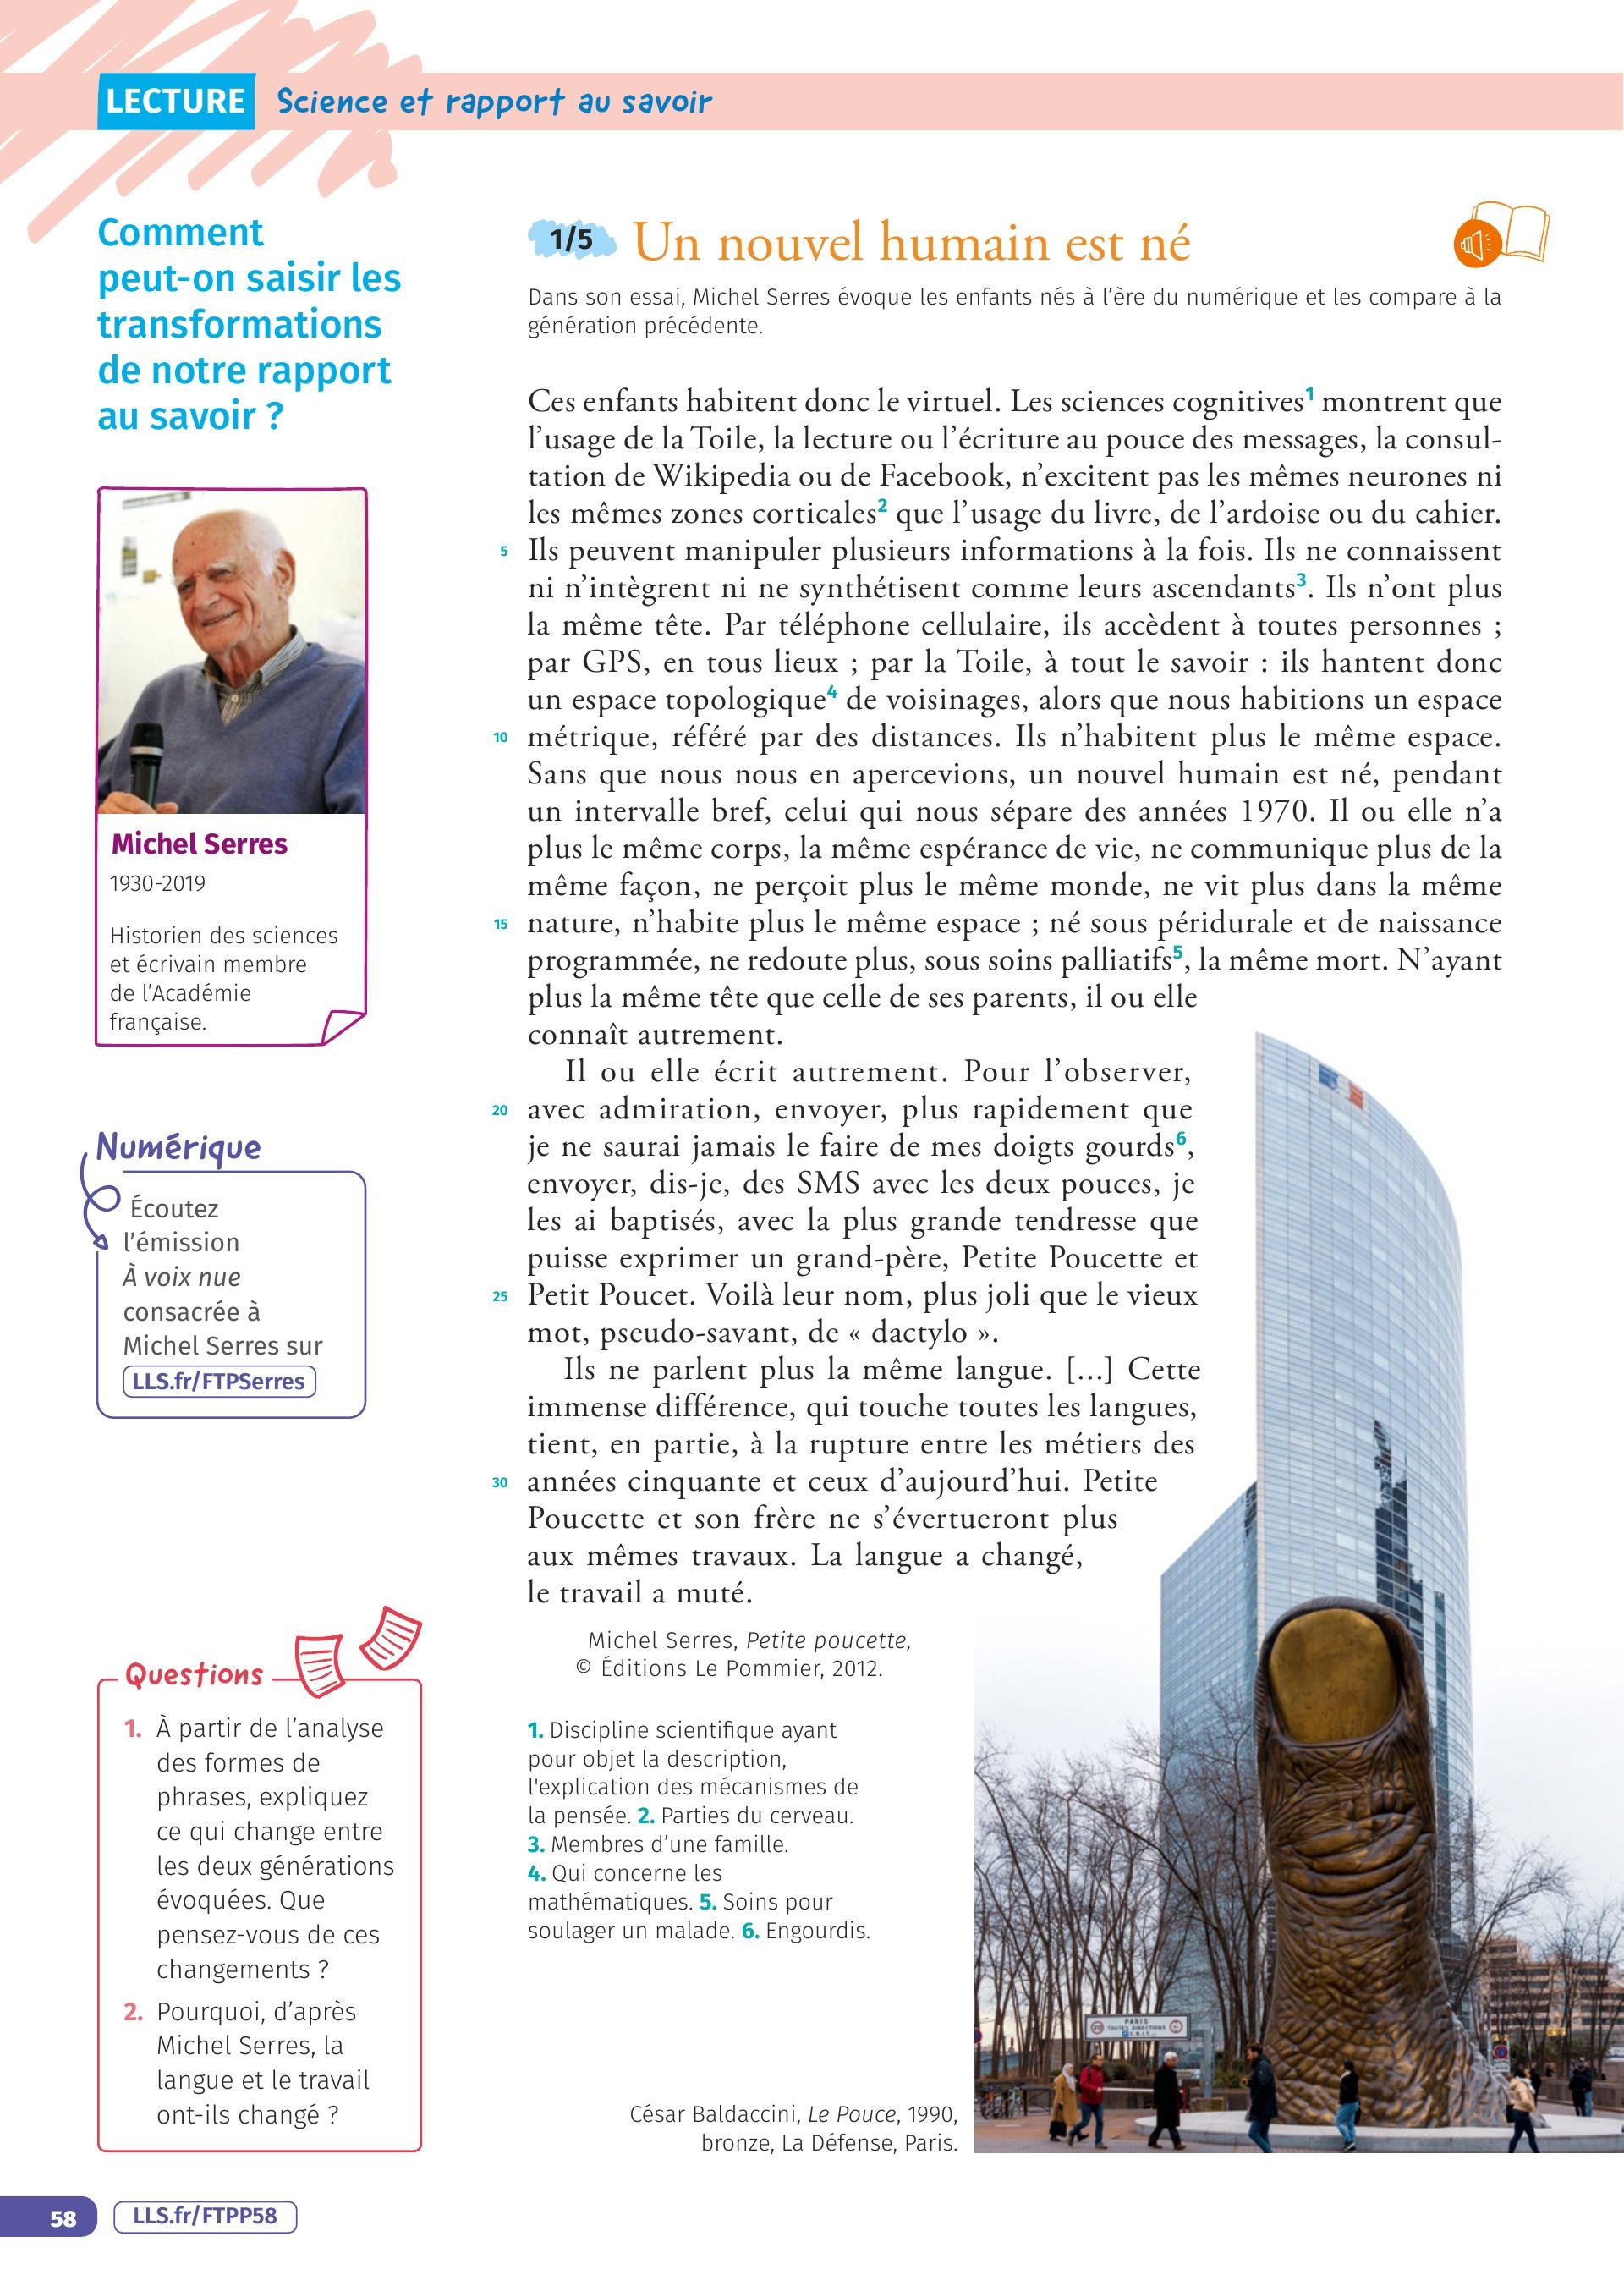 LECTURE Science et rapport au savoir
Comment
peut-on saisir les
transformations
de notre rapport
au savoir ?
Michel Serres
1930-2019
Historien des sciences
et écrivain membre
de l’Académie
française.
Numérique
Écoutez
l’émission
À voix nue
consacrée à
Michel Serres sur
LLS.fr/FTPSerres
Questions
1. À partir de l’analyse
des formes de
phrases, expliquez
ce qui change entre
les deux générations
évoquées. Que
pensez-vous de ces
changements ?
2. Pourquoi, d’après
Michel Serres, la
langue et le travail
ont-ils changé ?
1/5 Un nouvel humain est né
Dans son essai, Michel Serres évoque les enfants nés à l’ère du numérique et les compare à la
génération précédente.
Ces enfants habitent donc le virtuel. Les sciences cognitives1 montrent que
l’usage de la Toile, la lecture ou l’écriture au pouce des messages, la consul-
tation de Wikipedia ou de Facebook, n’excitent pas les mêmes neurones ni
les mêmes zones corticales2 que l’usage du livre, de l’ardoise ou du cahier.
5 Ils peuvent manipuler plusieurs informations à la fois. Ils ne connaissent
ni n’intègrent ni ne synthétisent comme leurs ascendants3. Ils n’ont plus
la même tête. Par téléphone cellulaire, ils accèdent à toutes personnes ;
par GPS, en tous lieux ; par la Toile, à tout le savoir : ils hantent donc
un espace topologique4 de voisinages, alors que nous habitions un espace
10 métrique, référé par des distances. Ils n’habitent plus le même espace.
Sans que nous nous en apercevions, un nouvel humain est né, pendant
un intervalle bref, celui qui nous sépare des années 1970. Il ou elle n’a
plus le même corps, la même espérance de vie, ne communique plus de la
même façon, ne perçoit plus le même monde, ne vit plus dans la même
15 nature, n’habite plus le même espace ; né sous péridurale et de naissance
programmée, ne redoute plus, sous soins palliatifs5, la même mort. N’ayant
plus la même tête que celle de ses parents, il ou elle
connaît autrement.
Il ou elle écrit autrement. Pour l’observer,
20 avec admiration, envoyer, plus rapidement que
je ne saurai jamais le faire de mes doigts gourds6,
envoyer, dis-je, des SMS avec les deux pouces, je
les ai baptisés, avec la plus grande tendresse que
puisse exprimer un grand-père, Petite Poucette et
25 Petit Poucet. Voilà leur nom, plus joli que le vieux
mot, pseudo-savant, de « dactylo ».
Ils ne parlent plus la même langue. [...] Cette
immense différence, qui touche toutes les langues,
tient, en partie, à la rupture entre les métiers des
30 années cinquante et ceux d’aujourd’hui. Petite
Poucette et son frère ne s’évertueront plus
aux mêmes travaux. La langue a changé,
le travail a muté.
Michel Serres, Petite poucette,
© Éditions Le Pommier, 2012.
1. Discipline scientifique ayant
pour objet la description,
l'explication des mécanismes de
la pensée. 2. Parties du cerveau.
3. Membres d’une famille.
4. Qui concerne les
mathématiques. 5. Soins pour
soulager un malade. 6. Engourdis.
PARIS
TOUTES DIRECTIONS
César Baldaccini, Le Pouce, 1990,
bronze, La Défense, Paris.
58 LLS.fr/FTPP58